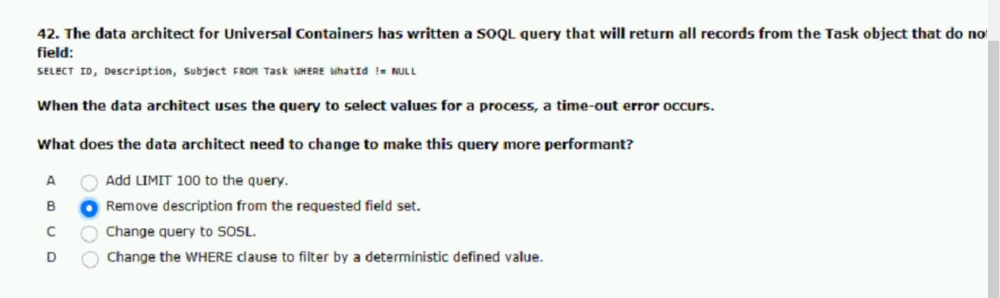 42. The data architect for Universal Containers has written a SOQL query that will return all records from the Task object that do no
field:
SELECT ID, Description, Subject FROM Task WHERE WhatId != NULL
When the data architect uses the query to select values for a process, a time-out error occurs.
What does the data architect need to change to make this query more performant?
A Add LIMIT 100 to the query.
B Remove description from the requested field set.
C Change query to SOSL.
D Change the WHERE clause to filter by a deterministic defined value.